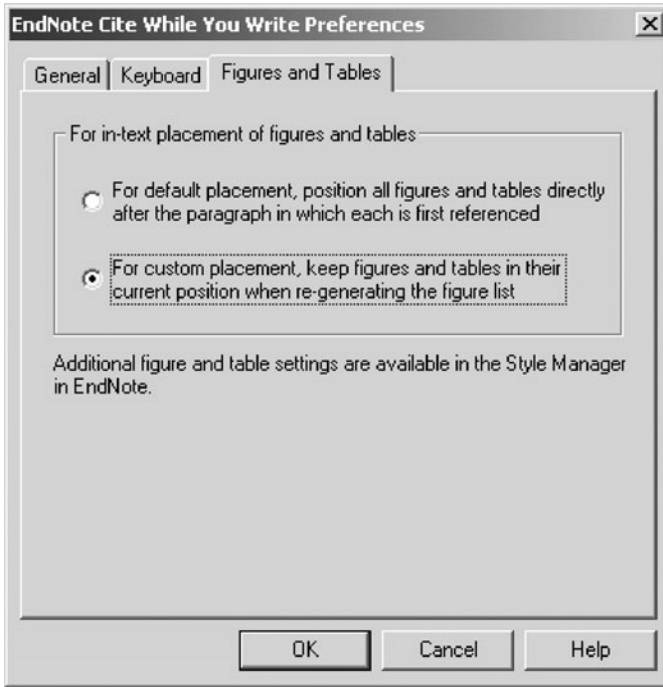 EndNote Cite While You Write Preferences
General
Keyboard
Figures and Tables
For in-text placement of figures and tables
For default placement, position all figures and tables directly
after the paragraph in which each is first referenced
For custom placement, keep figures and tables in their
current position when re-generating the figure list
Additional figure and table settings are available in the Style Manager
in EndNote.
OK
Cancel
Help